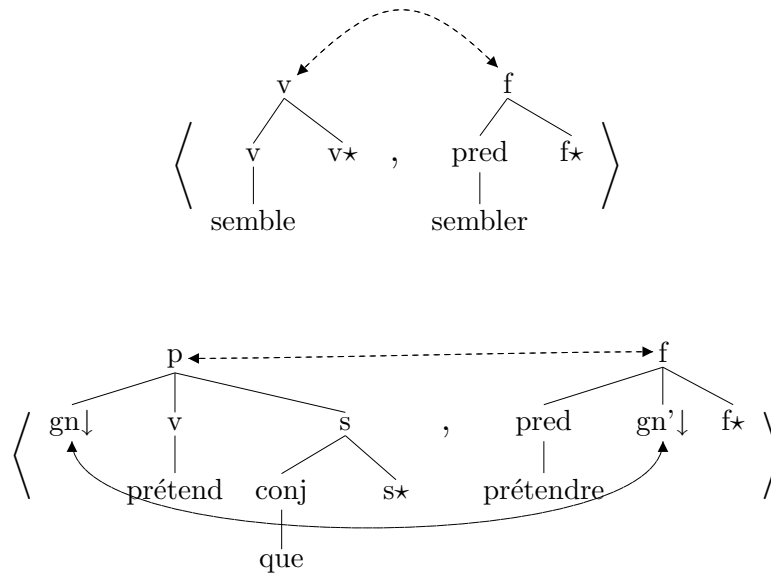 v f
⟨ v v⋆ , pred f⋆ ⟩
semble sembler
p f
⟨ gn↓ v s , pred gn'↓ f⋆ ⟩
prétend conj s⋆ prétendre
que